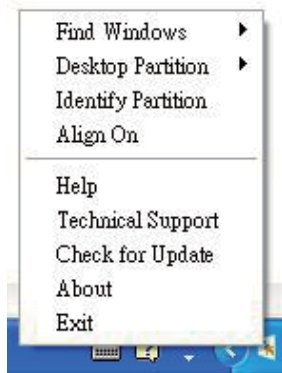 Find Windows
Desktop Partition
Identify Partition
Align On
Help
Technical Support
Check for Update
About
Exit